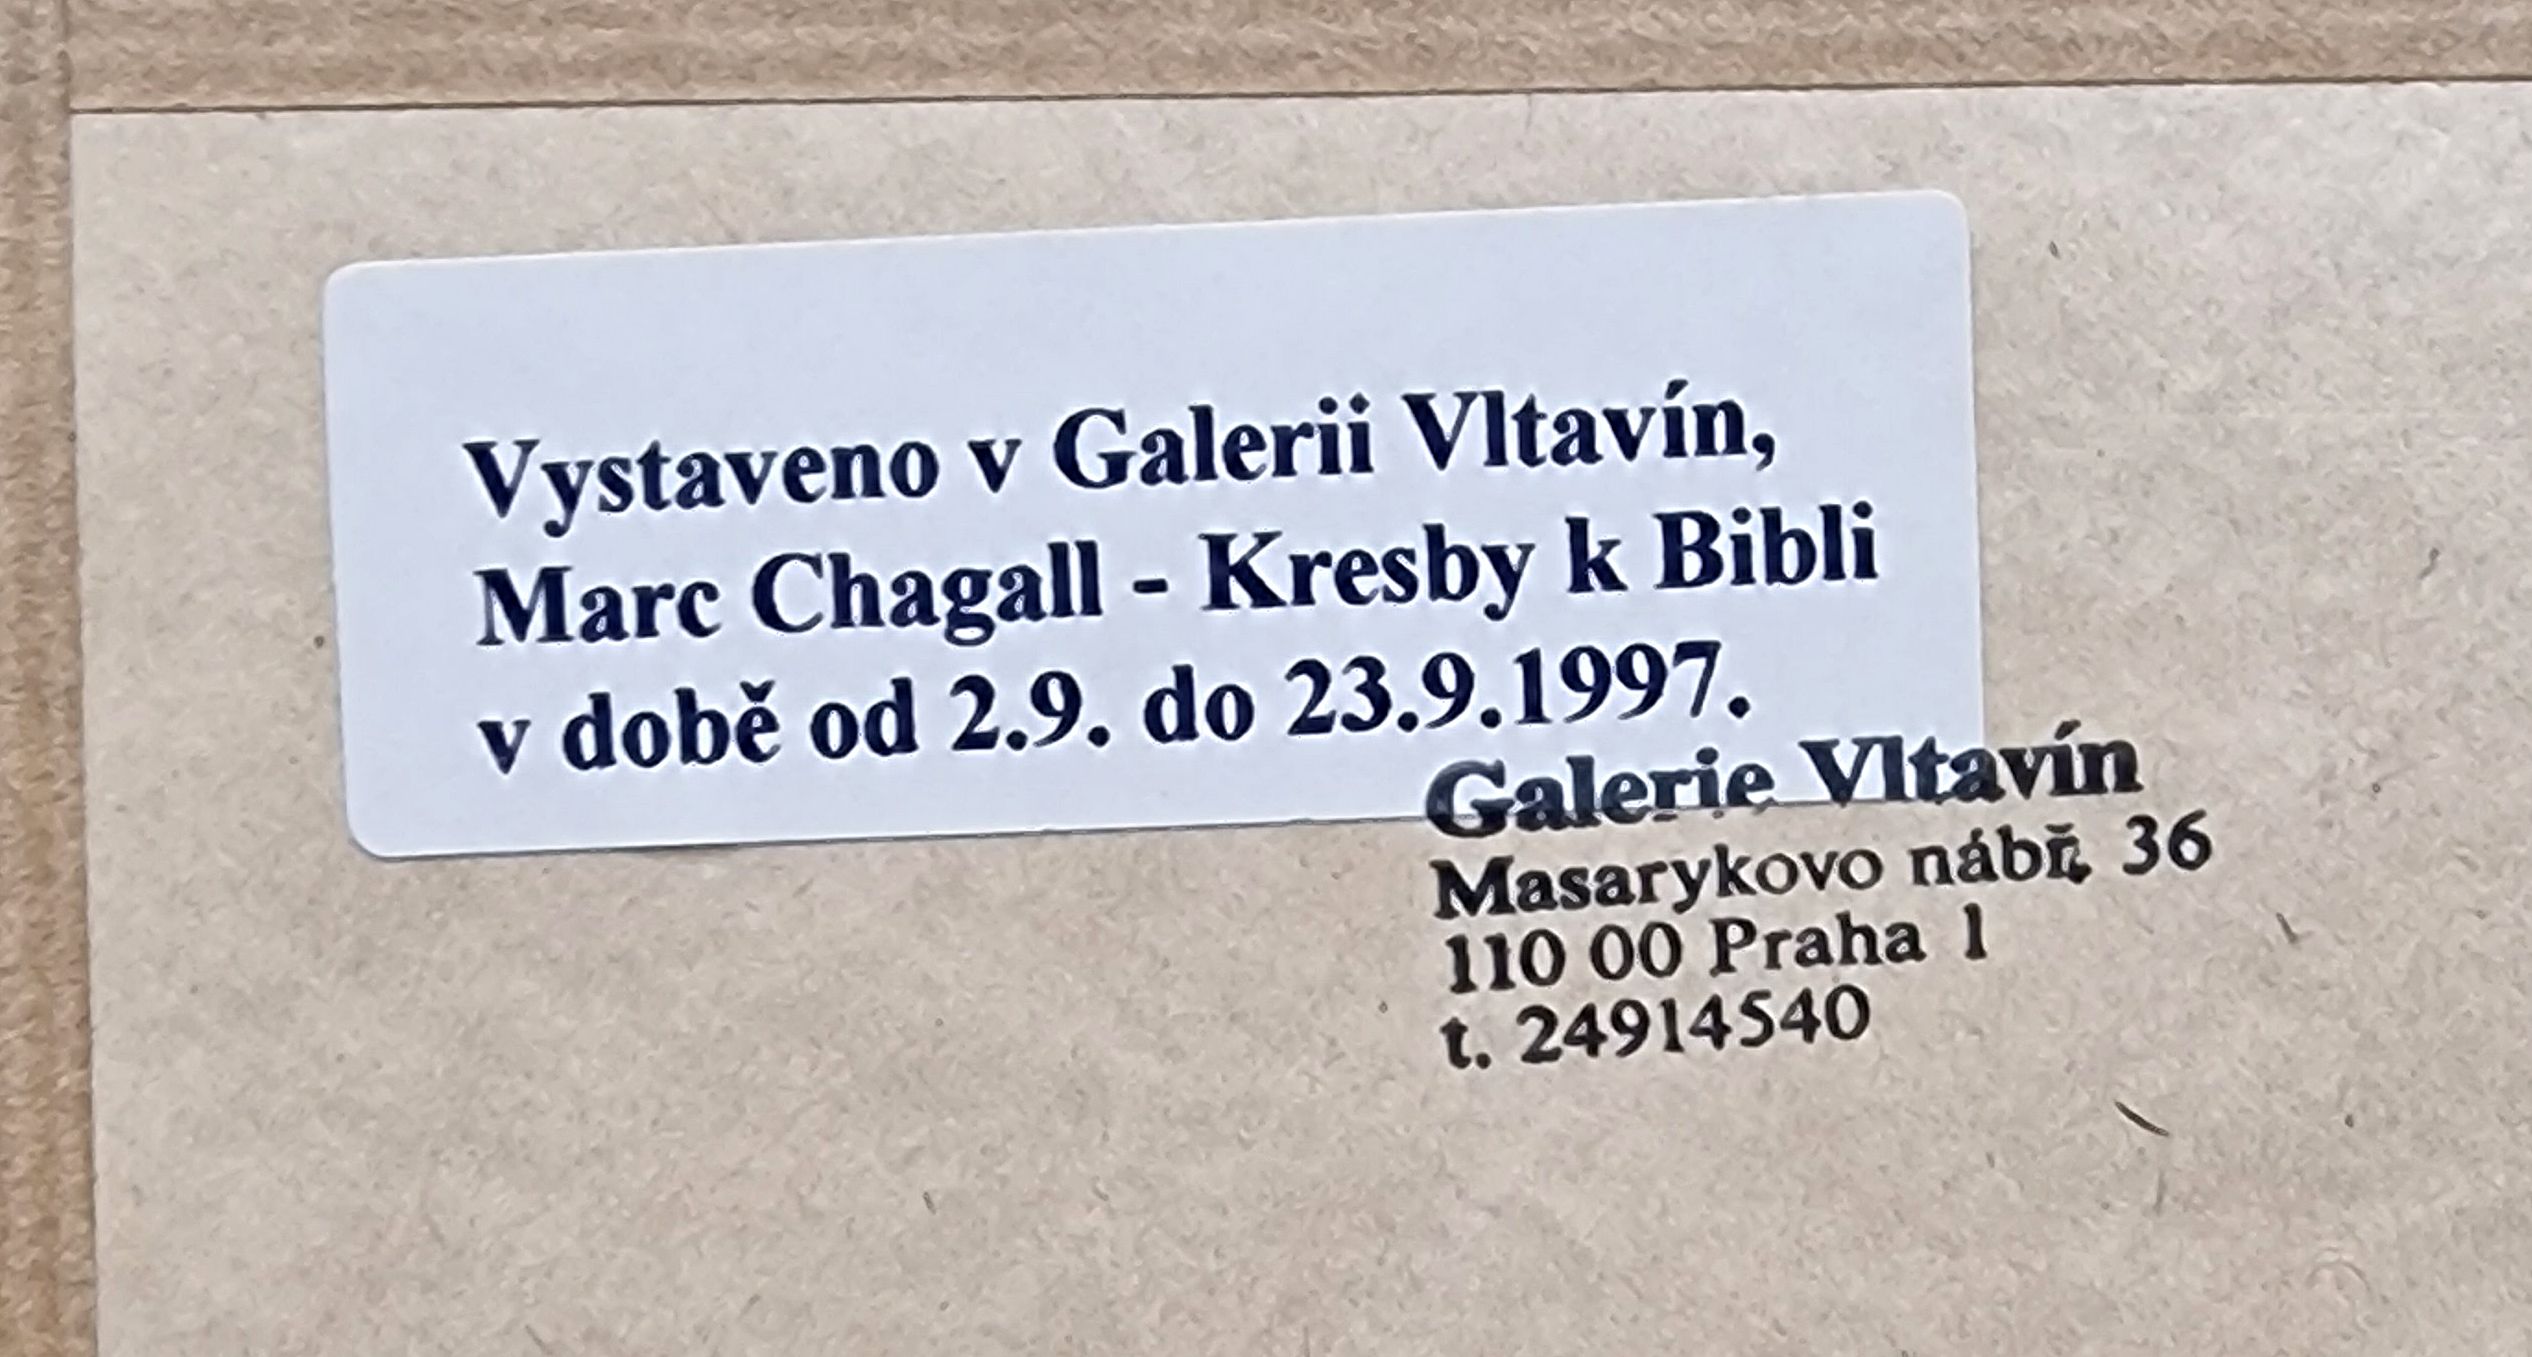 Vystaveno v Galerii Vltavín,
Marc Chagall - Kresby k Bibli
v době od 2.9. do 23.9.1997.
Galerie Vltavín
Masarykovo nábř. 36
110 00 Praha 1
t. 24914540